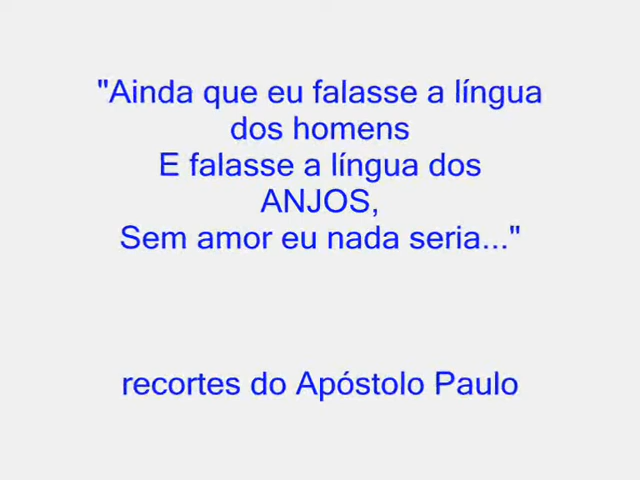 "Ainda que eu falasse a língua
dos homens
E falasse a língua dos
ANJOS,
Sem amor eu nada seria..."
recortes do Apóstolo Paulo